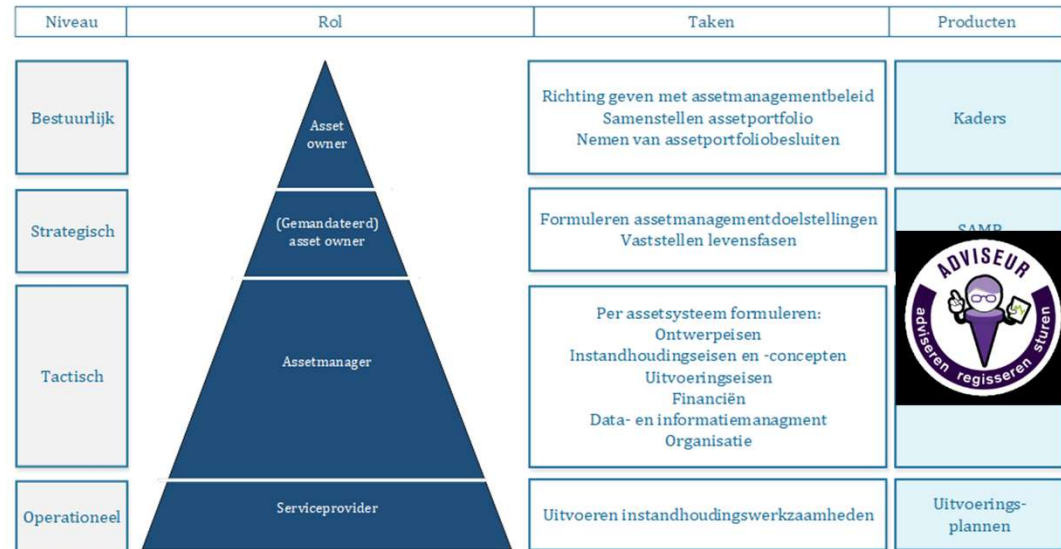 Niveau Rol Taken Producten
Bestuurlijk
Asset
owner
Richting geven met assetmanagementbeleid
Samenstellen assetportfolio
Nemen van assetportfoliobesluiten
Kaders
Strategisch
(Gemandateerd)
asset owner
Formuleren assetmanagementdoelstellingen
Vaststellen levensfasen
SAMP
Tactisch
Assetmanager
Per assetsysteem formuleren:
Ontwerpeisen
Instandhoudingseisen en -concepten
Uitvoeringseisen
Financiën
Data- en informatiemanagment
Organisatie
ADVISEUR
adviseren regisseren sturen
Operationeel
Serviceprovider
Uitvoeren instandhoudingswerkzaamheden
Uitvoerings-
plannen